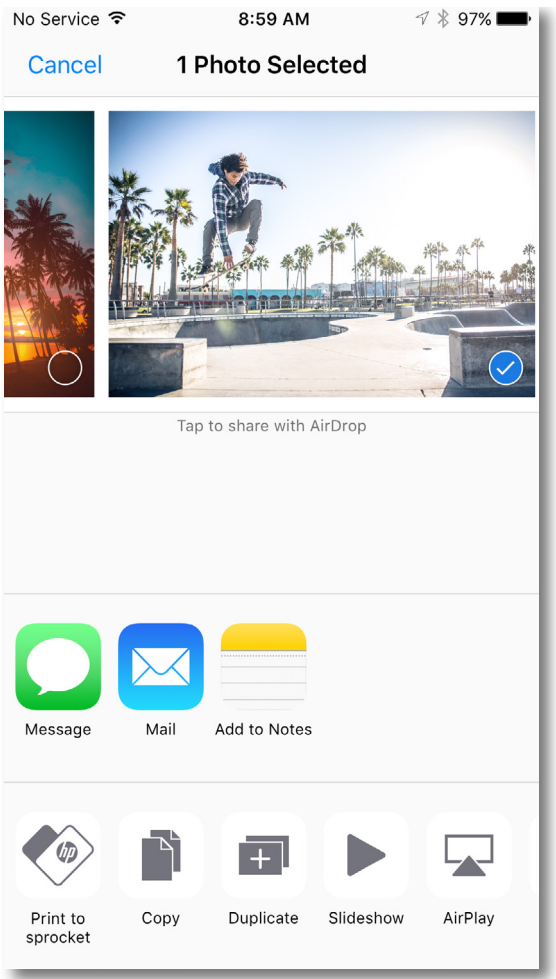 No Service 8:59 AM 97%
Cancel 1 Photo Selected
Tap to share with AirDrop
Message Mail Add to Notes
hp
Print to sprocket Copy Duplicate Slideshow AirPlay